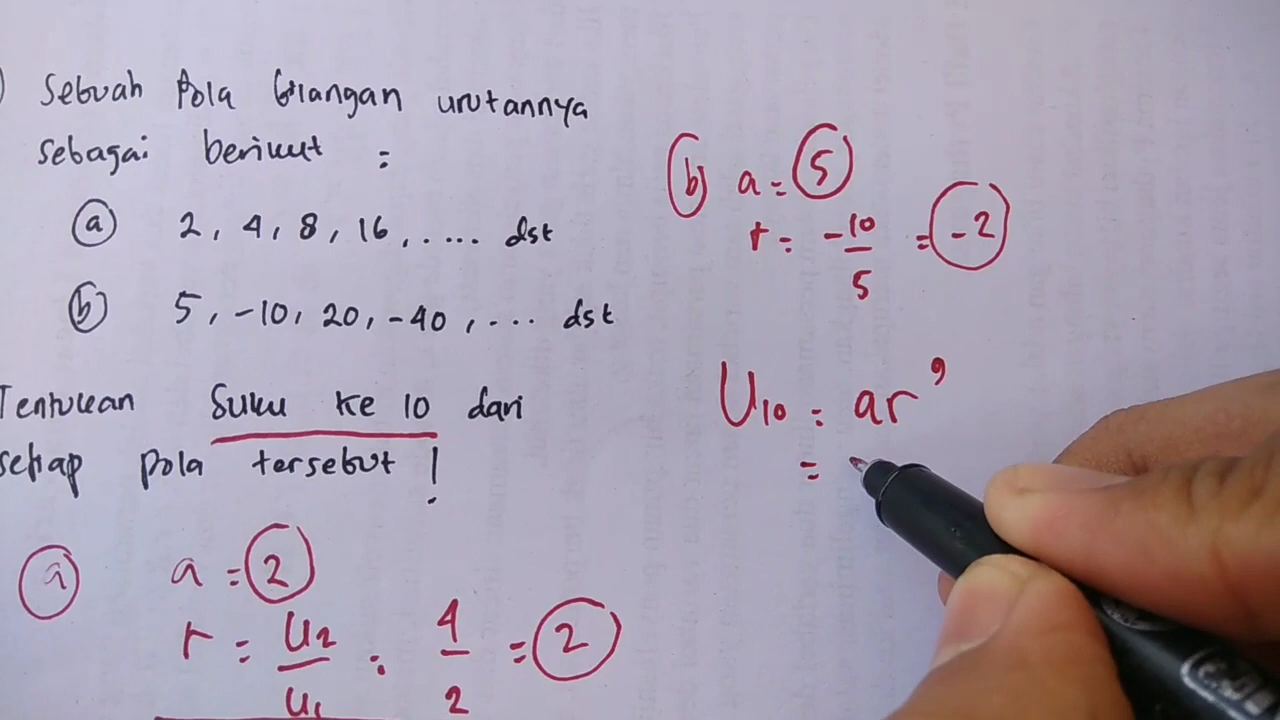 ) Sebuah Pola bilangan urutannya
sebagai berikut :
(a) 2, 4, 8, 16, .... dst
(b) 5, -10, 20, -40, ... dst
Tentukan Suku ke 10 dari
setiap pola tersebut !
(a) a = 2
r = U2/U1 = 4/2 = 2
(b) a = 5
r = -10/5 = -2
U10 = ar⁹
=